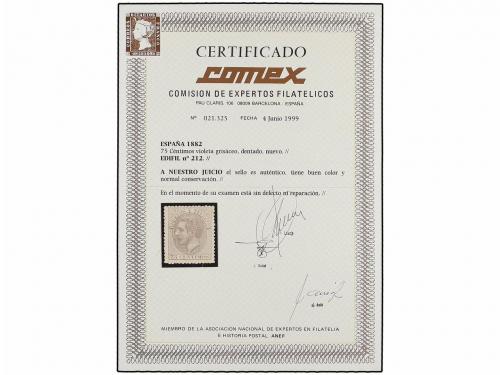 CERTIFICADO
comex
COMISION DE EXPERTOS FILATELICOS
PAU CLARIS, 106 08009 BARCELONA - ESPAÑA
Nº 021.325 FECHA 4 Junio 1999
ESPAÑA 1882
75 Céntimos violeta grisáceo, dentado, nuevo. //
EDIFIL nº 212. //
A NUESTRO JUICIO el sello es auténtico, tiene buen color y
normal conservación. //
En el momento de su examen está sin defecto ni reparación. //
MIEMBRO DE LA ASOCIACION NACIONAL DE EXPERTOS EN FILATELIA
E HISTORIA POSTAL ANEF